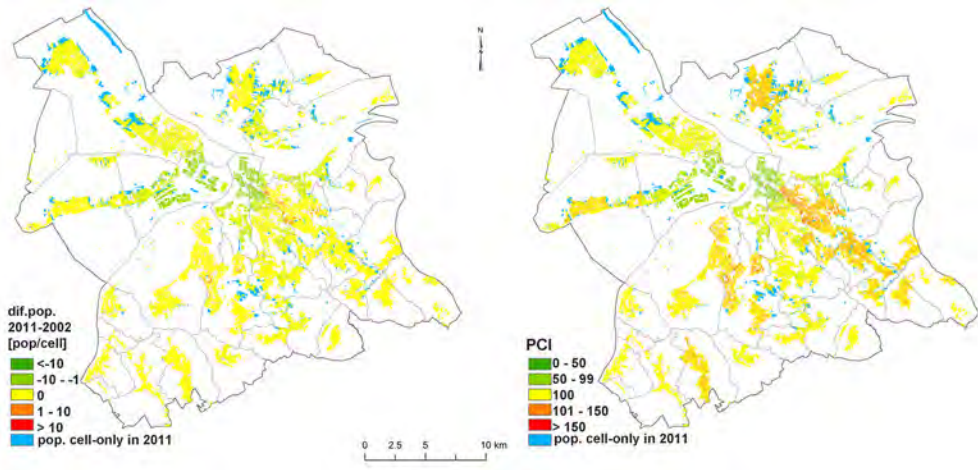 N
dif.pop.
2011-2002
[pop/cell]
<-10
-10 - -1
0
1 - 10
> 10
pop. cell-only in 2011
PCI
0 - 50
50 - 99
100
101 - 150
> 150
pop. cell-only in 2011
0 2.5 5 10 km